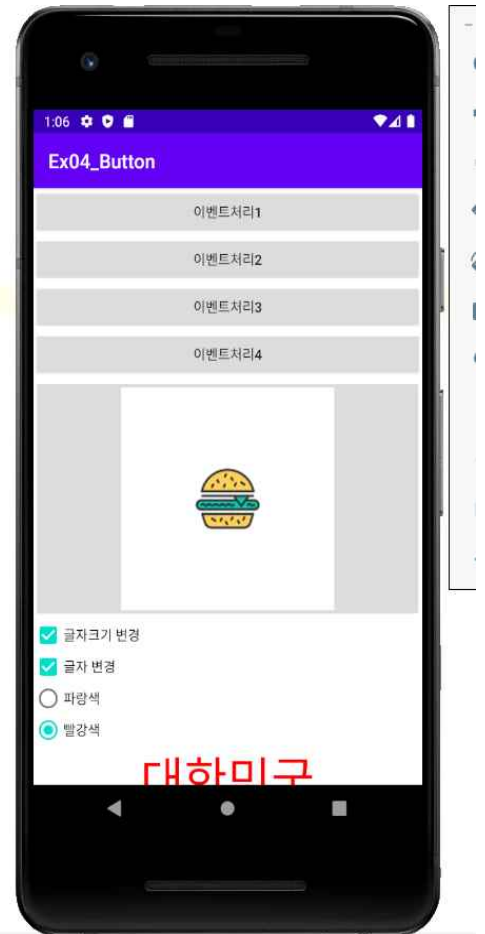 1:06
Ex04_Button
이벤트처리1
이벤트처리2
이벤트처리3
이벤트처리4
글자크기 변경
글자 변경
파랑색
빨강색